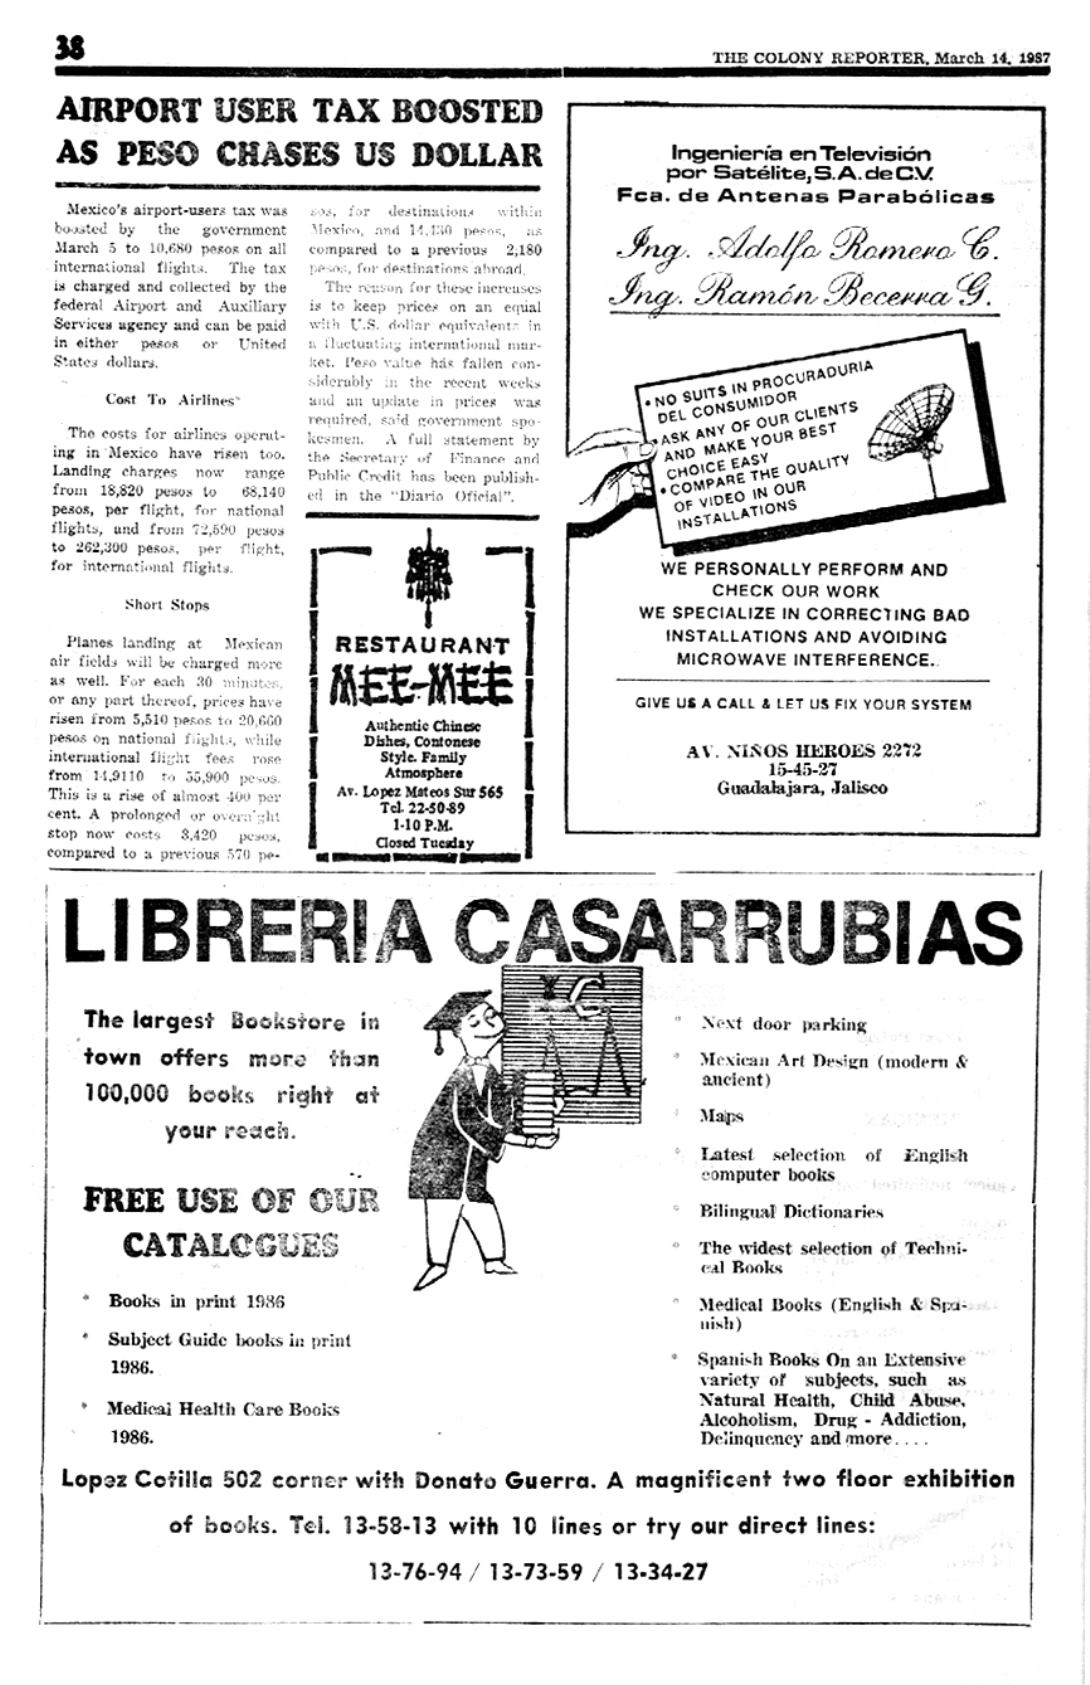 38
THE COLONY REPORTER, March 14, 1987
AIRPORT USER TAX BOOSTED
AS PESO CHASES US DOLLAR
Mexico's airport-users tax was
boosted by the government
March 5 to 10,680 pesos on all
international flights. The tax
is charged and collected by the
federal Airport and Auxiliary
Services agency and can be paid
in either pesos or United
States dollars.
Cost To Airlines
The costs for airlines operat-
ing in Mexico have risen too.
Landing charges now range
from 18,820 pesos to 68,140
pesos, per flight, for national
flights, and from 72,590 pesos
to 262,300 pesos, per flight,
for international flights.
Short Stops
Planes landing at Mexican
air fields will be charged more
as well. For each 30 minutes,
or any part thereof, prices have
risen from 5,510 pesos to 20,660
pesos on national flights, while
international flight fees rose
from 14,9110 to 55,900 pesos.
This is a rise of almost 400 per
cent. A prolonged or overnight
stop now costs 3,420 pesos,
compared to a previous 570 pe-
sos, for destinations within
Mexico, and 14,430 pesos, as
compared to a previous 2,180
pesos, for destinations abroad.
The reason for these increases
is to keep prices on an equal
with U.S. dollar equivalents in
a fluctuating international mar-
ket. Peso value has fallen con-
siderably in the recent weeks
and an update in prices was
required, said government spo-
kesmen. A full statement by
the Secretary of Finance and
Public Credit has been publish-
ed in the "Diario Oficial".
RESTAURANT
MEE-MEE
Authentic Chinese
Dishes, Contonese
Style. Family
Atmosphere
Av. Lopez Mateos Sur 565
Tel. 22-50-89
1-10 P.M.
Closed Tuesday
Ingeniería en Televisión
por Satélite, S.A. de C.V.
Fca. de Antenas Parabólicas
Ing. Adolfo Romero C.
Ing. Ramón Becerra G.
• NO SUITS IN PROCURADURIA
DEL CONSUMIDOR
• ASK ANY OF OUR CLIENTS
AND MAKE YOUR BEST
CHOICE EASY
• COMPARE THE QUALITY
OF VIDEO IN OUR
INSTALLATIONS
WE PERSONALLY PERFORM AND
CHECK OUR WORK
WE SPECIALIZE IN CORRECTING BAD
INSTALLATIONS AND AVOIDING
MICROWAVE INTERFERENCE.
GIVE US A CALL & LET US FIX YOUR SYSTEM
AV. NIÑOS HEROES 2272
15-45-27
Guadalajara, Jalisco
LIBRERIA CASARRUBIAS
The largest Bookstore in
town offers more than
100,000 books right at
your reach.
FREE USE OF OUR
CATALOGUES
* Books in print 1986
* Subject Guide books in print
1986.
* Medical Health Care Books
1986.
* Next door parking
* Mexican Art Design (modern &
ancient)
* Maps
* Latest selection of English
computer books
* Bilingual Dictionaries
* The widest selection of Techni-
cal Books
* Medical Books (English & Spa-
nish)
* Spanish Books On an Extensive
variety of subjects, such as
Natural Health, Child Abuse,
Alcoholism, Drug - Addiction,
Delinquency and more....
Lopez Cotilla 502 corner with Donato Guerra. A magnificent two floor exhibition
of books. Tel. 13-58-13 with 10 lines or try our direct lines:
13-76-94 / 13-73-59 / 13-34-27